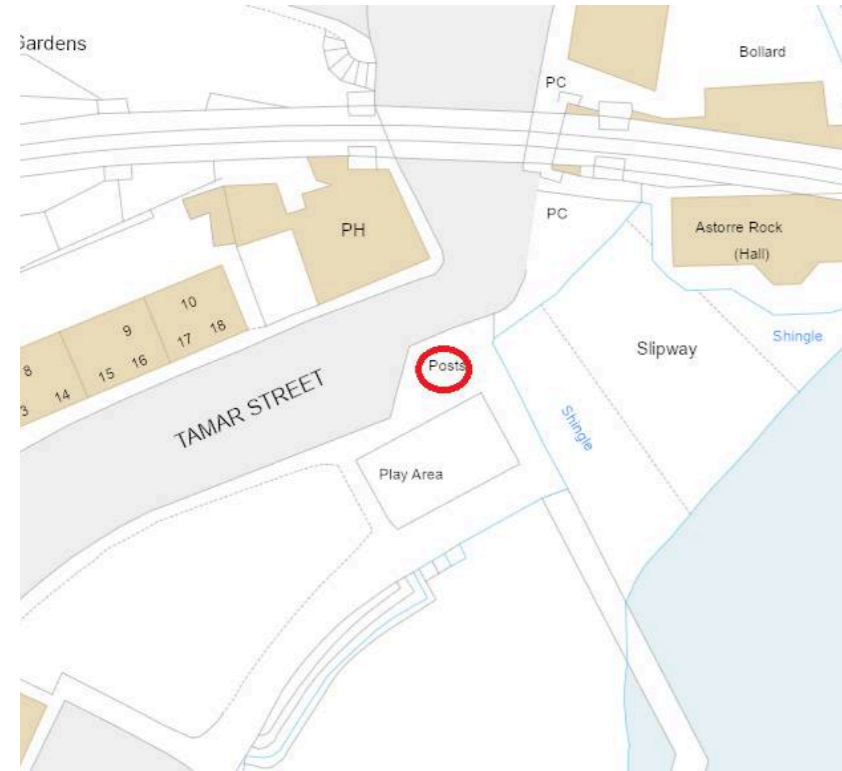 Gardens
Bollard
PC
PH
PC
Astorre Rock
(Hall)
10
9
18
17
16
15
14
8
3
Slipway
Shingle
Posts
TAMAR STREET
Shingle
Play Area